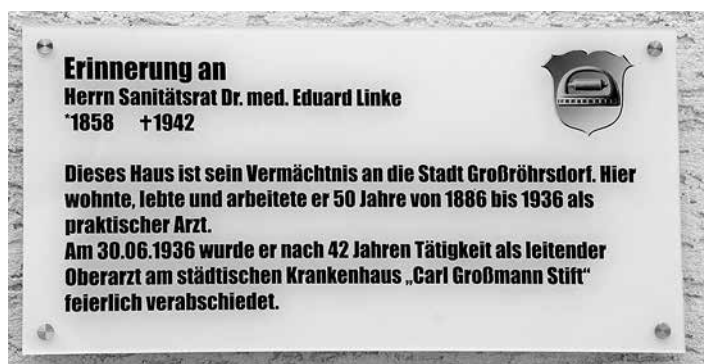 Erinnerung an
Herrn Sanitätsrat Dr. med. Eduard Linke
*1858 †1942
Dieses Haus ist sein Vermächtnis an die Stadt Großröhrsdorf. Hier
wohnte, lebte und arbeitete er 50 Jahre von 1886 bis 1936 als
praktischer Arzt.
Am 30.06.1936 wurde er nach 42 Jahren Tätigkeit als leitender
Oberarzt am städtischen Krankenhaus „Carl Großmann Stift“
feierlich verabschiedet.